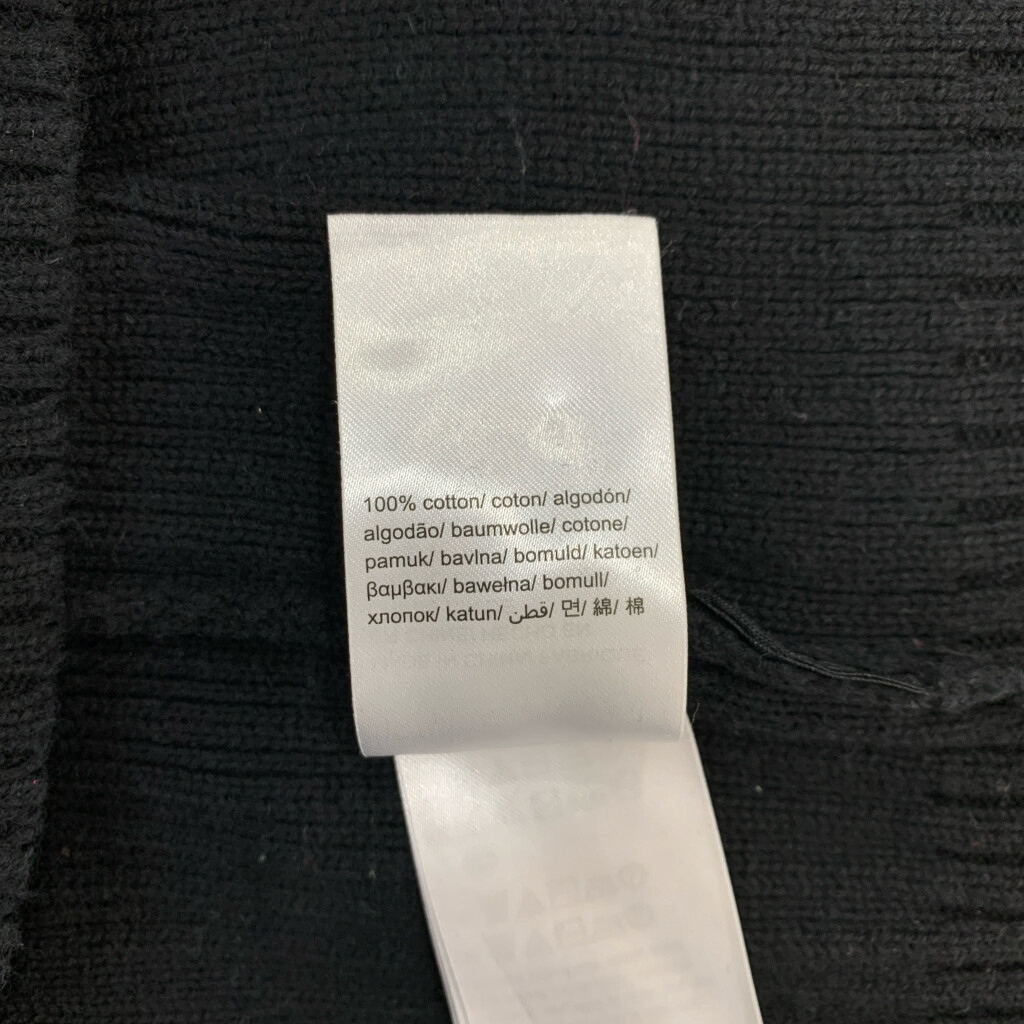 100% cotton/ coton/ algodón/
algodão/ baumwolle/ cotone/
pamuk/ bavlna/ bomuld/ katoen/
βαμβακι/ bawełna/ bomull/
хлопок/ katun/ قطن/ 면/ 綿/ 棉